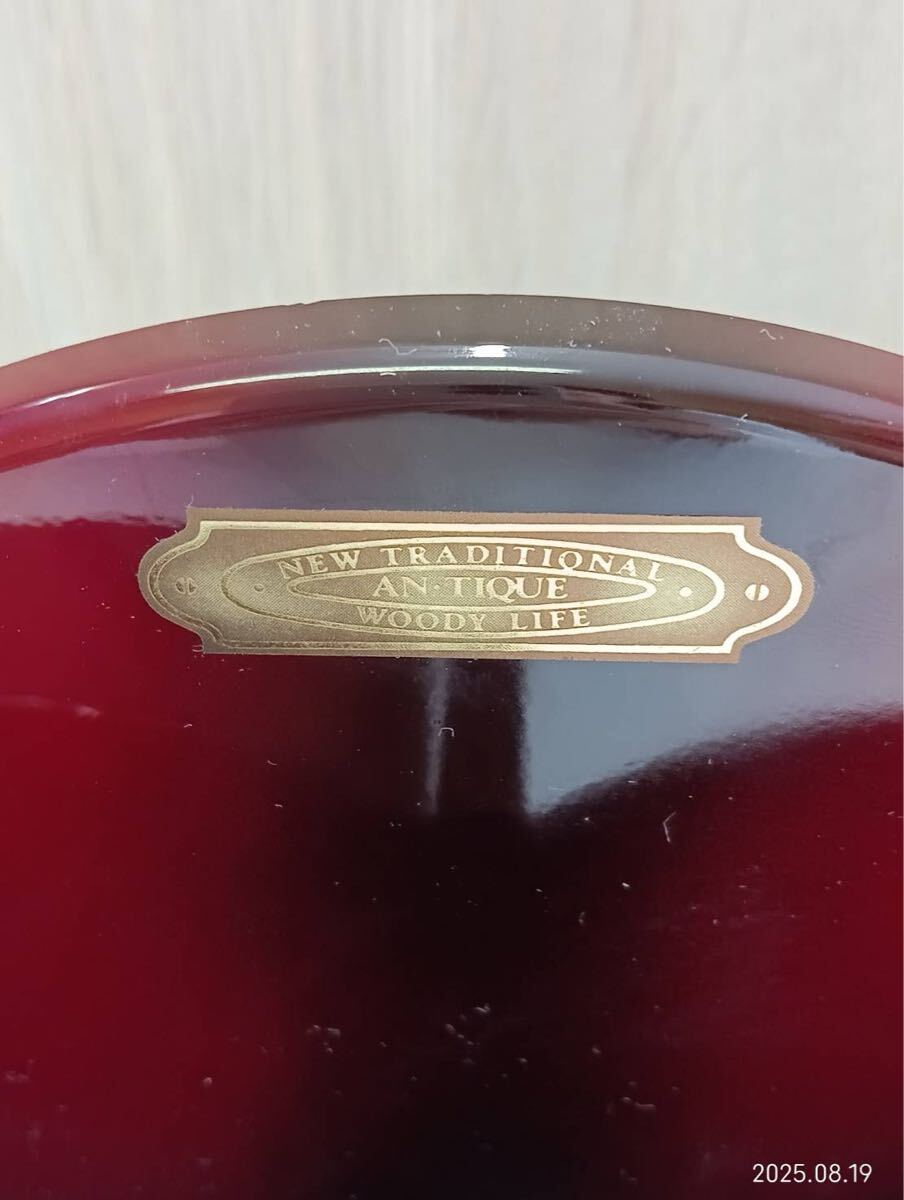 NEW TRADITIONAL
AN·TIQUE
WOODY LIFE
2025.08.19